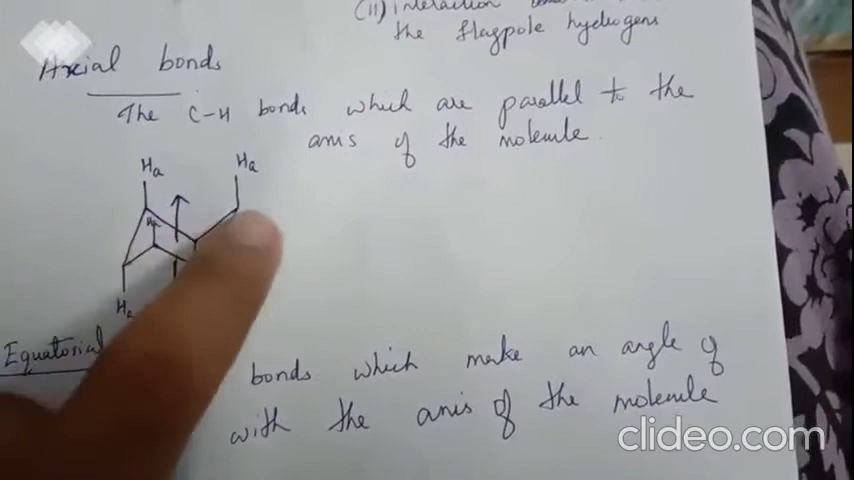 (ii) interaction
the flagpole hydrogens
Axial bonds
The C-H bonds which are parallel to the
axis of the molecule.
Ha Ha
Ha
Ha
Equatorial
bonds which make an angle of
with the axis of the molecule
clideo.com